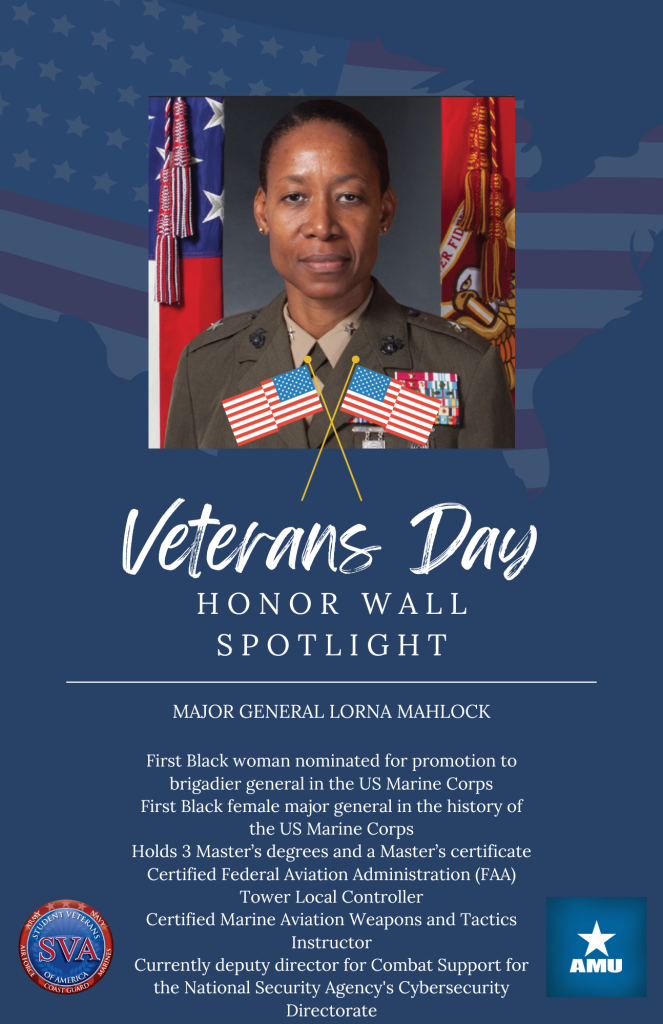 ER FID
Veterans Day
HONOR WALL
SPOTLIGHT
MAJOR GENERAL LORNA MAHLOCK
First Black woman nominated for promotion to
brigadier general in the US Marine Corps
First Black female major general in the history of
the US Marine Corps
Holds 3 Master’s degrees and a Master’s certificate
Certified Federal Aviation Administration (FAA)
Tower Local Controller
Certified Marine Aviation Weapons and Tactics
Instructor
Currently deputy director for Combat Support for
the National Security Agency's Cybersecurity
Directorate
ARMY NAVY
STUDENT VETERANS
SVA
OF AMERICA
AIR FORCE COAST GUARD MARINES
AMU